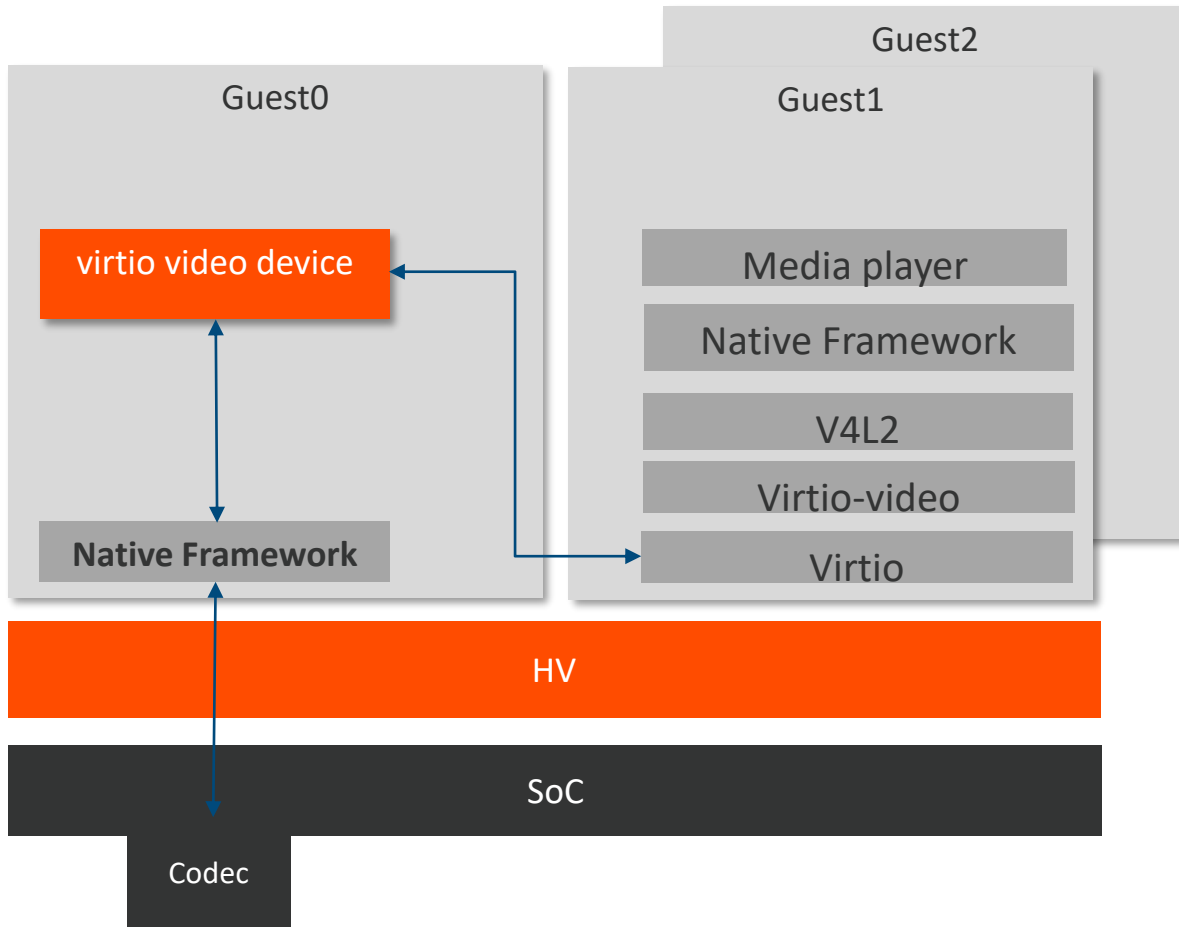 Guest2
Guest0
Guest1
virtio video device
Media player
Native Framework
V4L2
Virtio-video
Native Framework
Virtio
HV
SoC
Codec